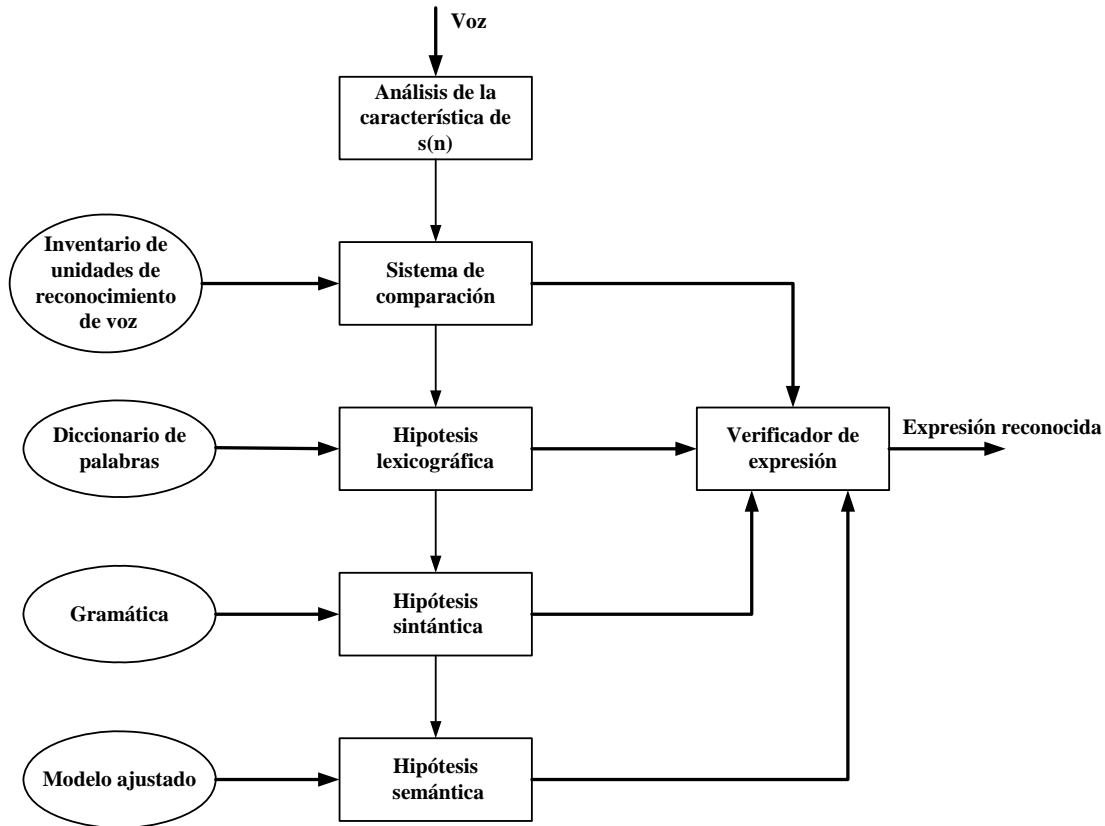 Voz
Análisis de la
característica de
s(n)
Inventario de
unidades de
reconocimiento
de voz
Sistema de
comparación
Diccionario de
palabras
Hipotesis
lexicográfica
Verificador de
expresión
Expresión reconocida
Gramática
Hipótesis
sintántica
Modelo ajustado
Hipótesis
semántica